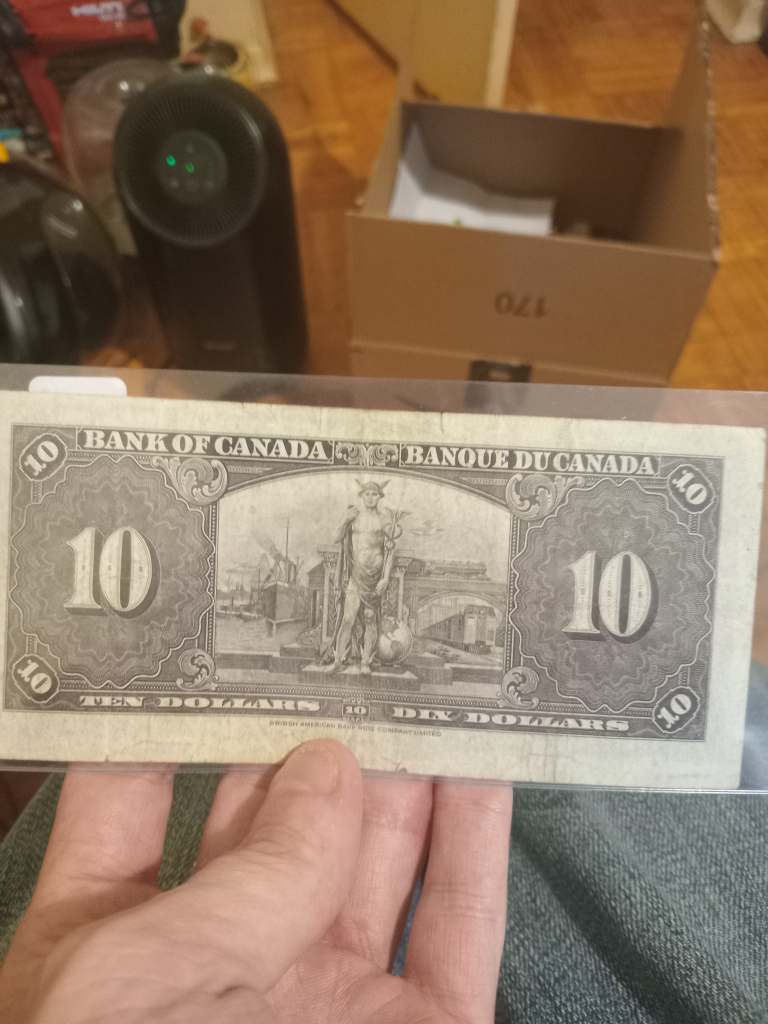 HILTI
170
BANK OF CANADA BANQUE DU CANADA
10 10
10 10
10 10
TEN DOLLARS 10 DIX DOLLARS
BRITISH AMERICAN BANK NOTE COMPANY LIMITED